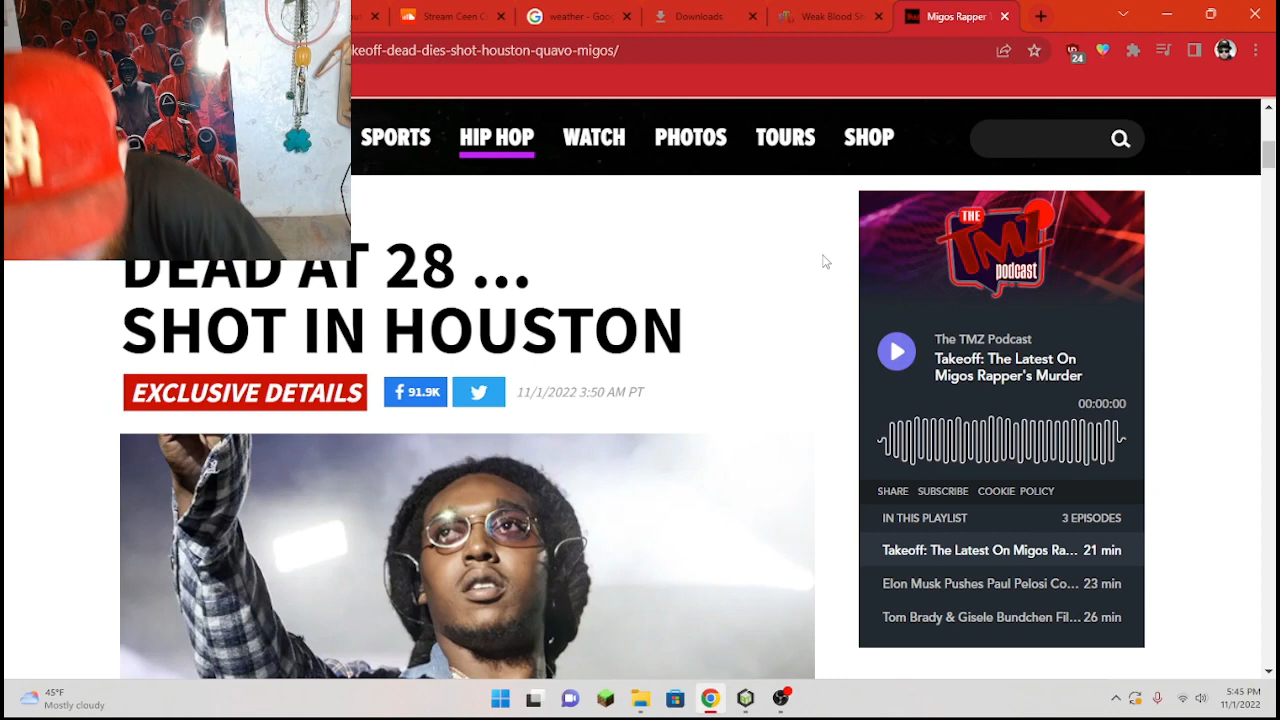 Stream Ceen C
weather - Goo
Downloads
Weak Blood Si
Migos Rapper
keoff-dead-dies-shot-houston-quavo-migos/
24
SPORTS
HIP HOP
WATCH
PHOTOS
TOURS
SHOP
DEAD AT 28 ...
SHOT IN HOUSTON
EXCLUSIVE DETAILS
91.9K
11/1/2022 3:50 AM PT
THE
TMZ
podcast
The TMZ Podcast
Takeoff: The Latest On
Migos Rapper's Murder
00:00:00
SHARE SUBSCRIBE COOKIE POLICY
IN THIS PLAYLIST 3 EPISODES
Takeoff: The Latest On Migos Ra... 21 min
Elon Musk Pushes Paul Pelosi Co... 23 min
Tom Brady & Gisele Bundchen Fil... 26 min
45°F
Mostly cloudy
5:45 PM
11/1/2022